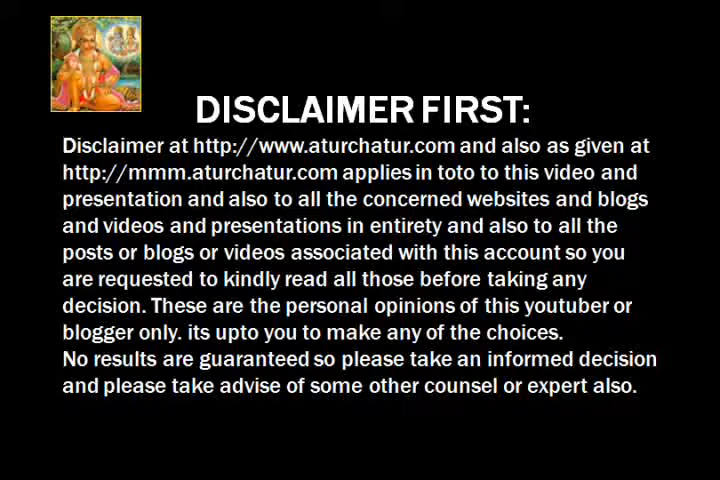 DISCLAIMER FIRST:
Disclaimer at http://www.aturchatur.com and also as given at
http://mmm.aturchatur.com applies in toto to this video and
presentation and also to all the concerned websites and blogs
and videos and presentations in entirety and also to all the
posts or blogs or videos associated with this account so you
are requested to kindly read all those before taking any
decision. These are the personal opinions of this youtuber or
blogger only. its upto you to make any of the choices.
No results are guaranteed so please take an informed decision
and please take advise of some other counsel or expert also.